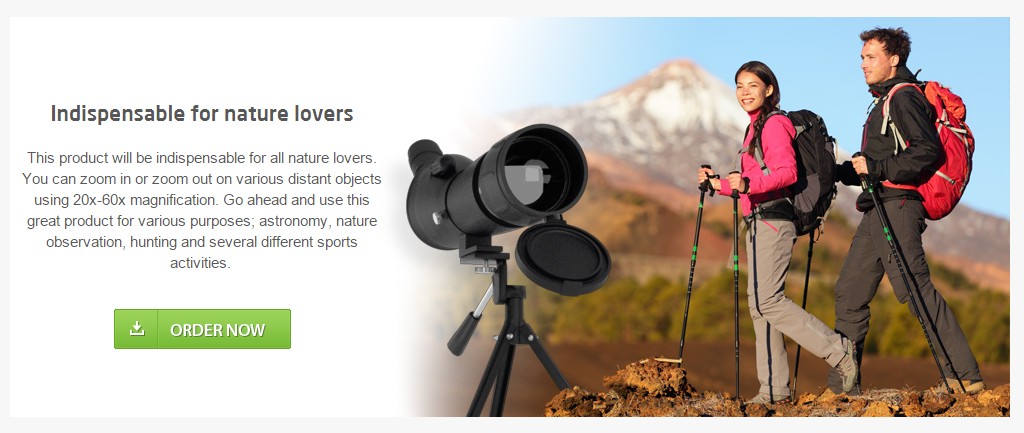 Indispensable for nature lovers
This product will be indispensable for all nature lovers.
You can zoom in or zoom out on various distant objects
using 20x-60x magnification. Go ahead and use this
great product for various purposes; astronomy, nature
observation, hunting and several different sports
activities.
ORDER NOW